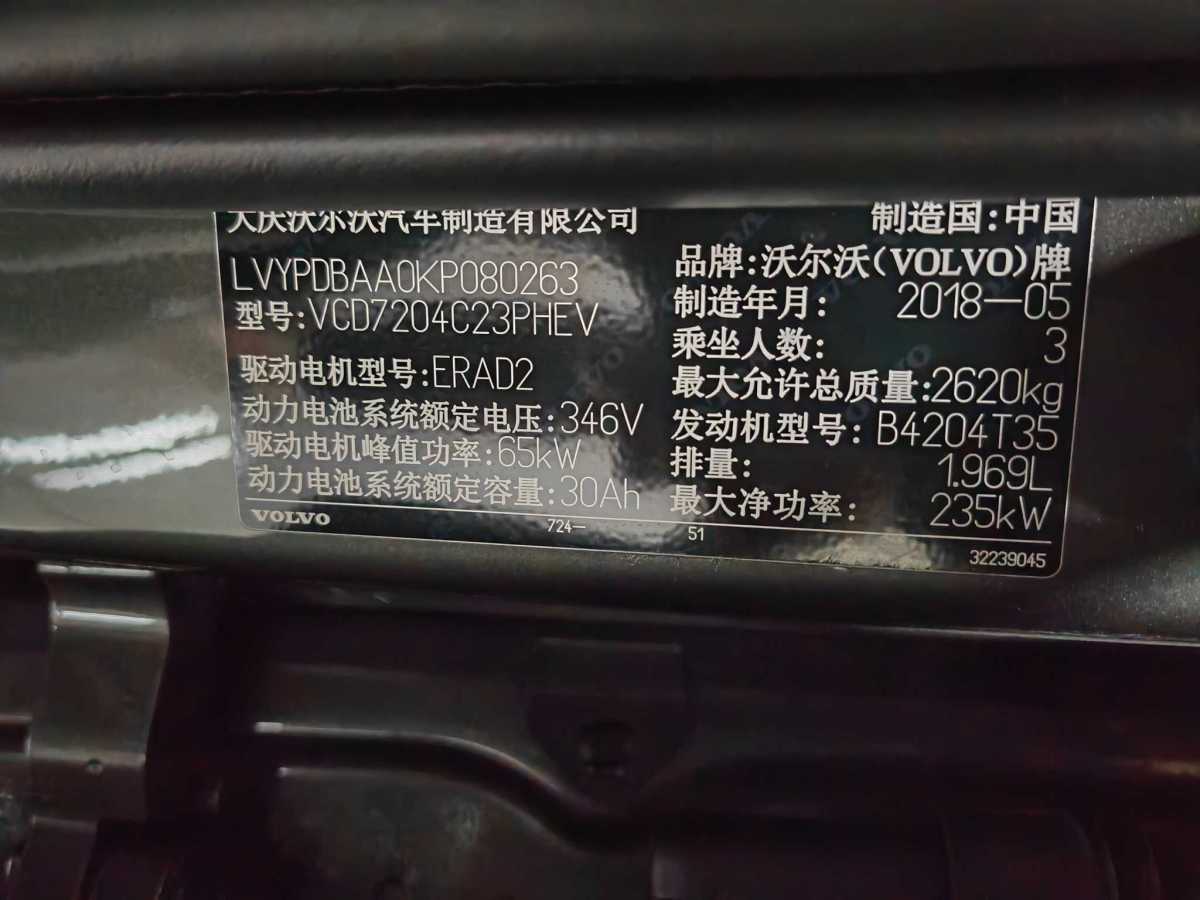 大庆沃尔沃汽车制造有限公司 制造国:中国
LVYPDBAA0KP080263 品牌:沃尔沃(VOLVO)牌
型号:VCD7204C23PHEV 制造年月: 2018—05
乘坐人数: 3
驱动电机型号:ERAD2 最大允许总质量:2620kg
动力电池系统额定电压:346V 发动机型号: B4204T35
驱动电机峰值功率:65kW 排量: 1.969L
动力电池系统额定容量:30Ah 最大净功率: 235kW
VOLVO 724— 51 32239045